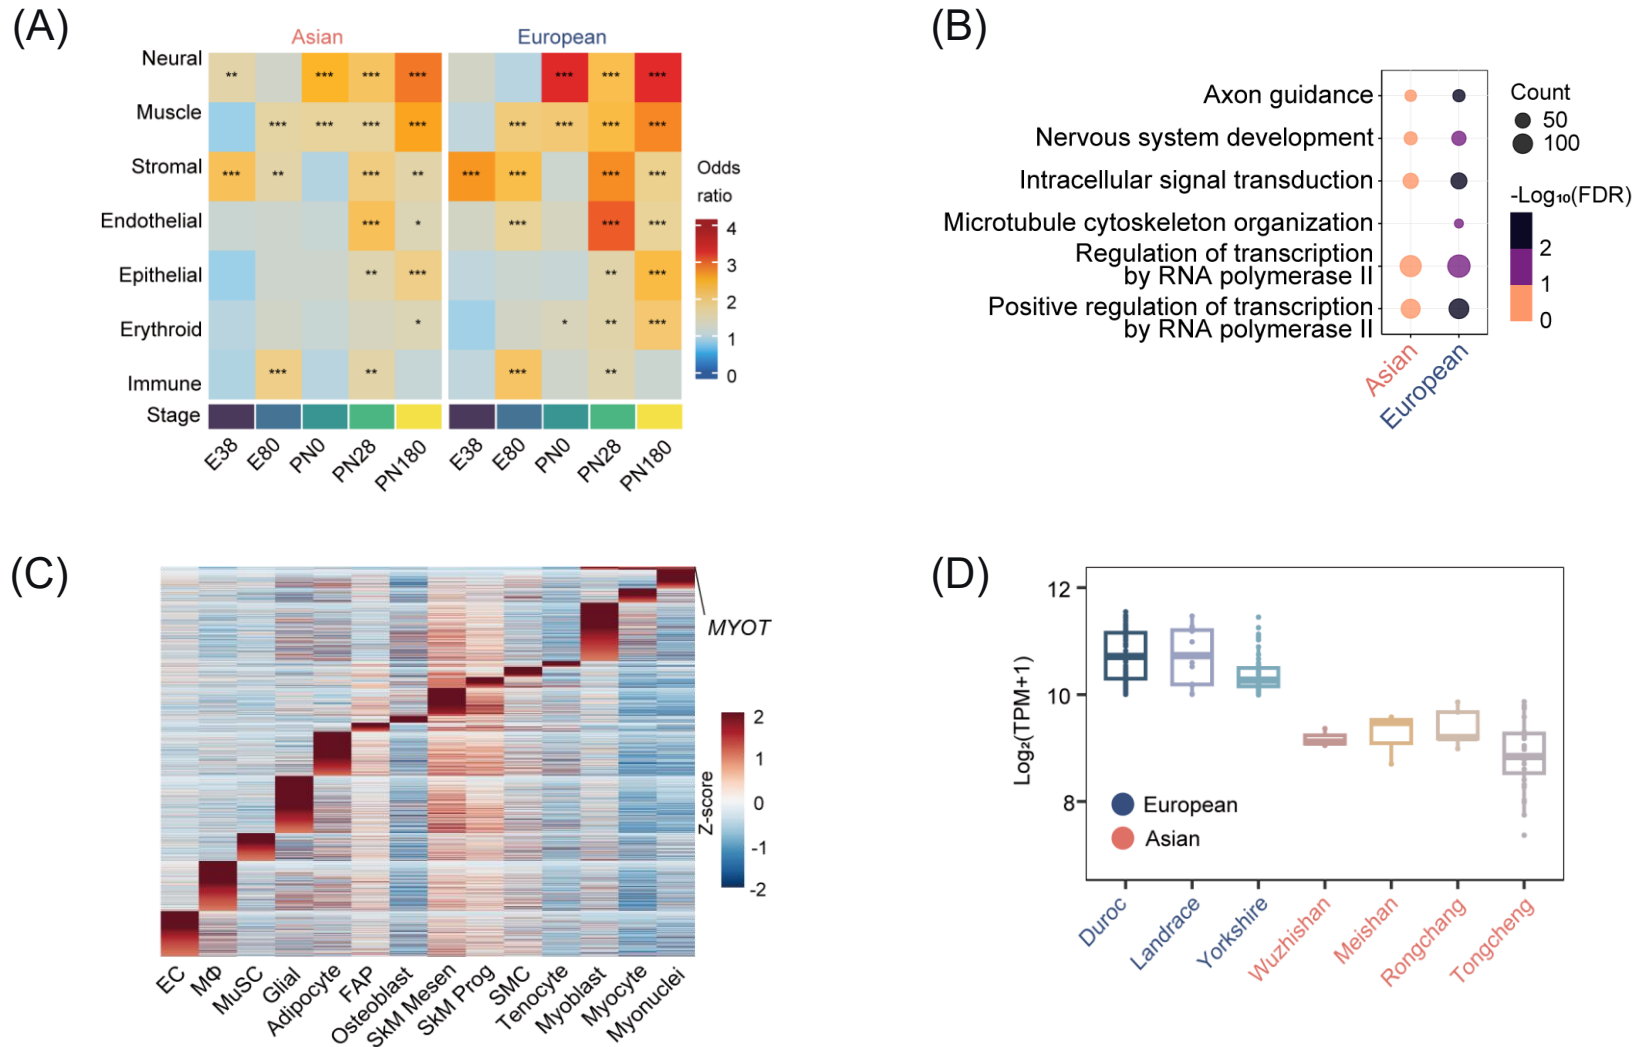 (A)
Asian
European
Neural
Muscle
Stromal
Endothelial
Epithelial
Erythroid
Immune
Stage
** *** *** ***
*** *** ***
*** *** *** ***
*** *** *** ***
*** ** *** **
*** *** *** ***
*** *
*** *** ***
** ***
** ***
*
* ** ***
*** **
*** **
E38
E80
PN0
PN28
PN180
E38
E80
PN0
PN28
PN180
Odds
ratio
4
3
2
1
0
(B)
Axon guidance
Nervous system development
Intracellular signal transduction
Microtubule cytoskeleton organization
Regulation of transcription
by RNA polymerase II
Positive regulation of transcription
by RNA polymerase II
Asian
European
Count
50
100
-Log₁₀(FDR)
2
1
0
(C)
MYOT
2
1
0
-1
-2
Z-score
EC
MΦ
MuSC
Glial
Adipocyte
FAP
Osteoblast
SkM Mesen
SkM Prog
SMC
Tenocyte
Myoblast
Myocyte
Myonuclei
(D)
Log₂(TPM+1)
12
10
8
European
Asian
Duroc
Landrace
Yorkshire
Wuzhishan
Meishan
Rongchang
Tongcheng